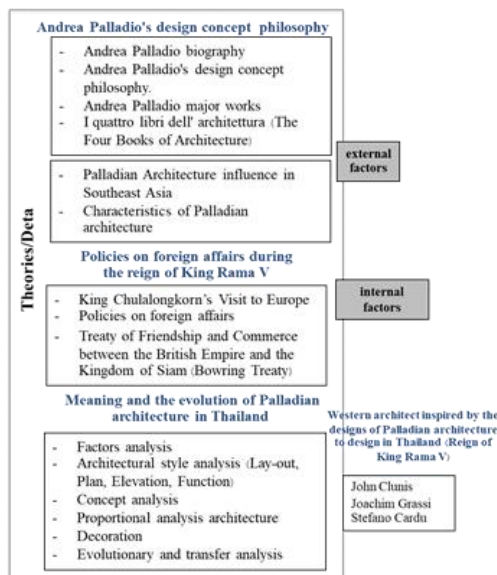 Andrea Palladio's design concept philosophy
- Andrea Palladio biography
- Andrea Palladio's design concept
philosophy.
- Andrea Palladio major works
- I quattro libri dell' architettura (The
Four Books of Architecture)
external
factors
- Palladian Architecture influence in
Southeast Asia
- Characteristics of Palladian
architecture
Theories/Deta
Policies on foreign affairs during
the reign of King Rama V
- King Chulalongkorn's Visit to Europe
- Policies on foreign affairs
- Treaty of Friendship and Commerce
between the British Empire and the
Kingdom of Siam (Bowring Treaty)
internal
factors
Meaning and the evolution of Palladian
architecture in Thailand
- Factors analysis
- Architectural style analysis (Lay-out,
Plan, Elevation, Function)
- Concept analysis
- Proportional analysis architecture
- Decoration
- Evolutionary and transfer analysis
Western architect inspired by the
designs of Palladian architecture
to design in Thailand (Reign of
King Rama V)
John Clunis
Joachim Grassi
Stefano Cardu